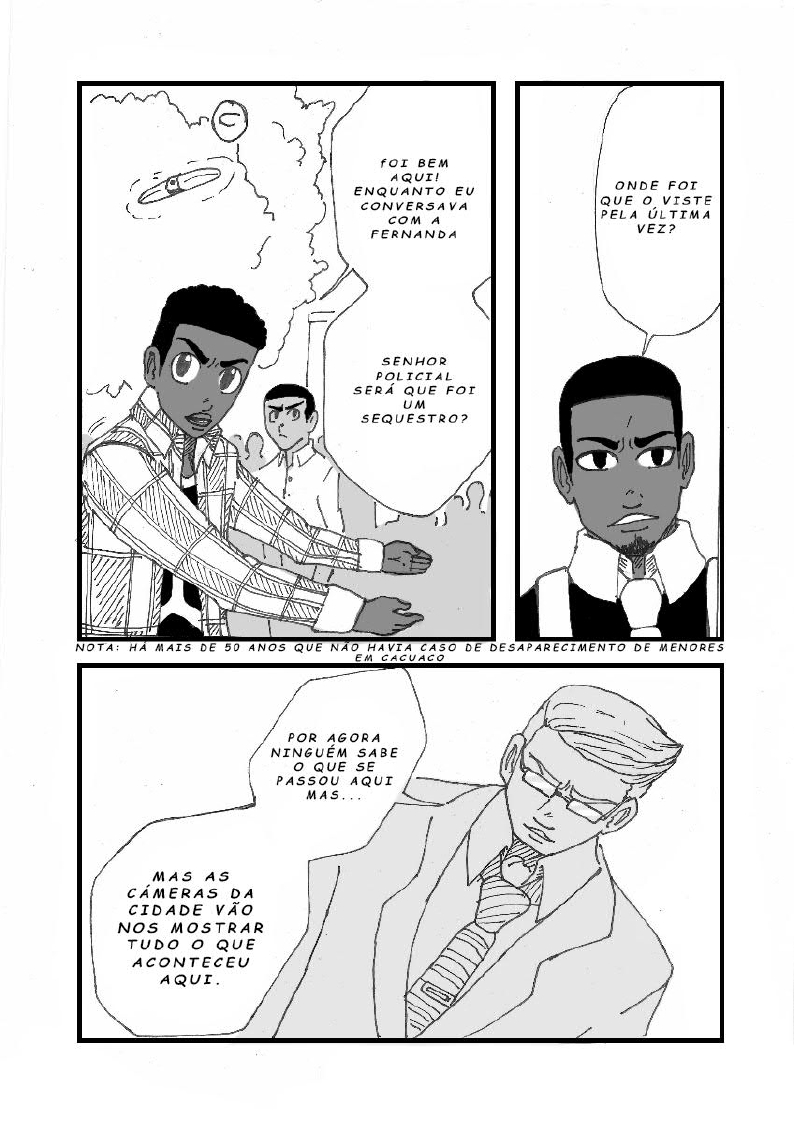 ONDE FOI
QUE O VISTE
PELA ÚLTIMA
VEZ?
fOI BEM
AQUI!
ENQUANTO EU
CONVERSAVA
COM A
FERNANDA
SENHOR
POLICIAL
SERÁ QUE FOI
UM
SEQUESTRO?
NOTA: HÁ MAIS DE 50 ANOS QUE NÃO HAVIA CASO DE DESAPARECIMENTO DE MENORES
EM CACUACO
POR AGORA
NINGUÉM SABE
O QUE SE
PASSOU AQUI
MAS...
MAS AS
CÁMERAS DA
CIDADE VÃO
NOS MOSTRAR
TUDO O QUE
ACONTECEU
AQUI.